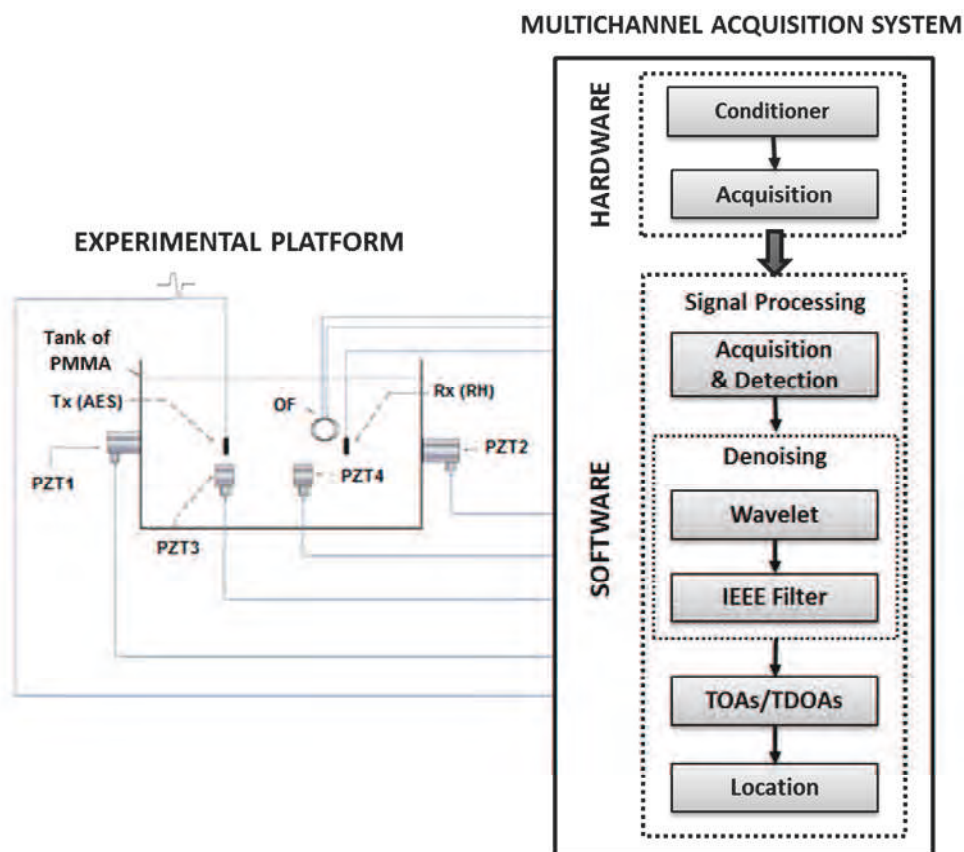 MULTICHANNEL ACQUISITION SYSTEM
HARDWARE
Conditioner
Acquisition
EXPERIMENTAL PLATFORM
Tank of
PMMA
Tx (AES)
OF
Rx (RH)
PZT1
PZT2
PZT3
PZT4
SOFTWARE
Signal Processing
Acquisition
& Detection
Denoising
Wavelet
IEEE Filter
TOAs/TDOAs
Location